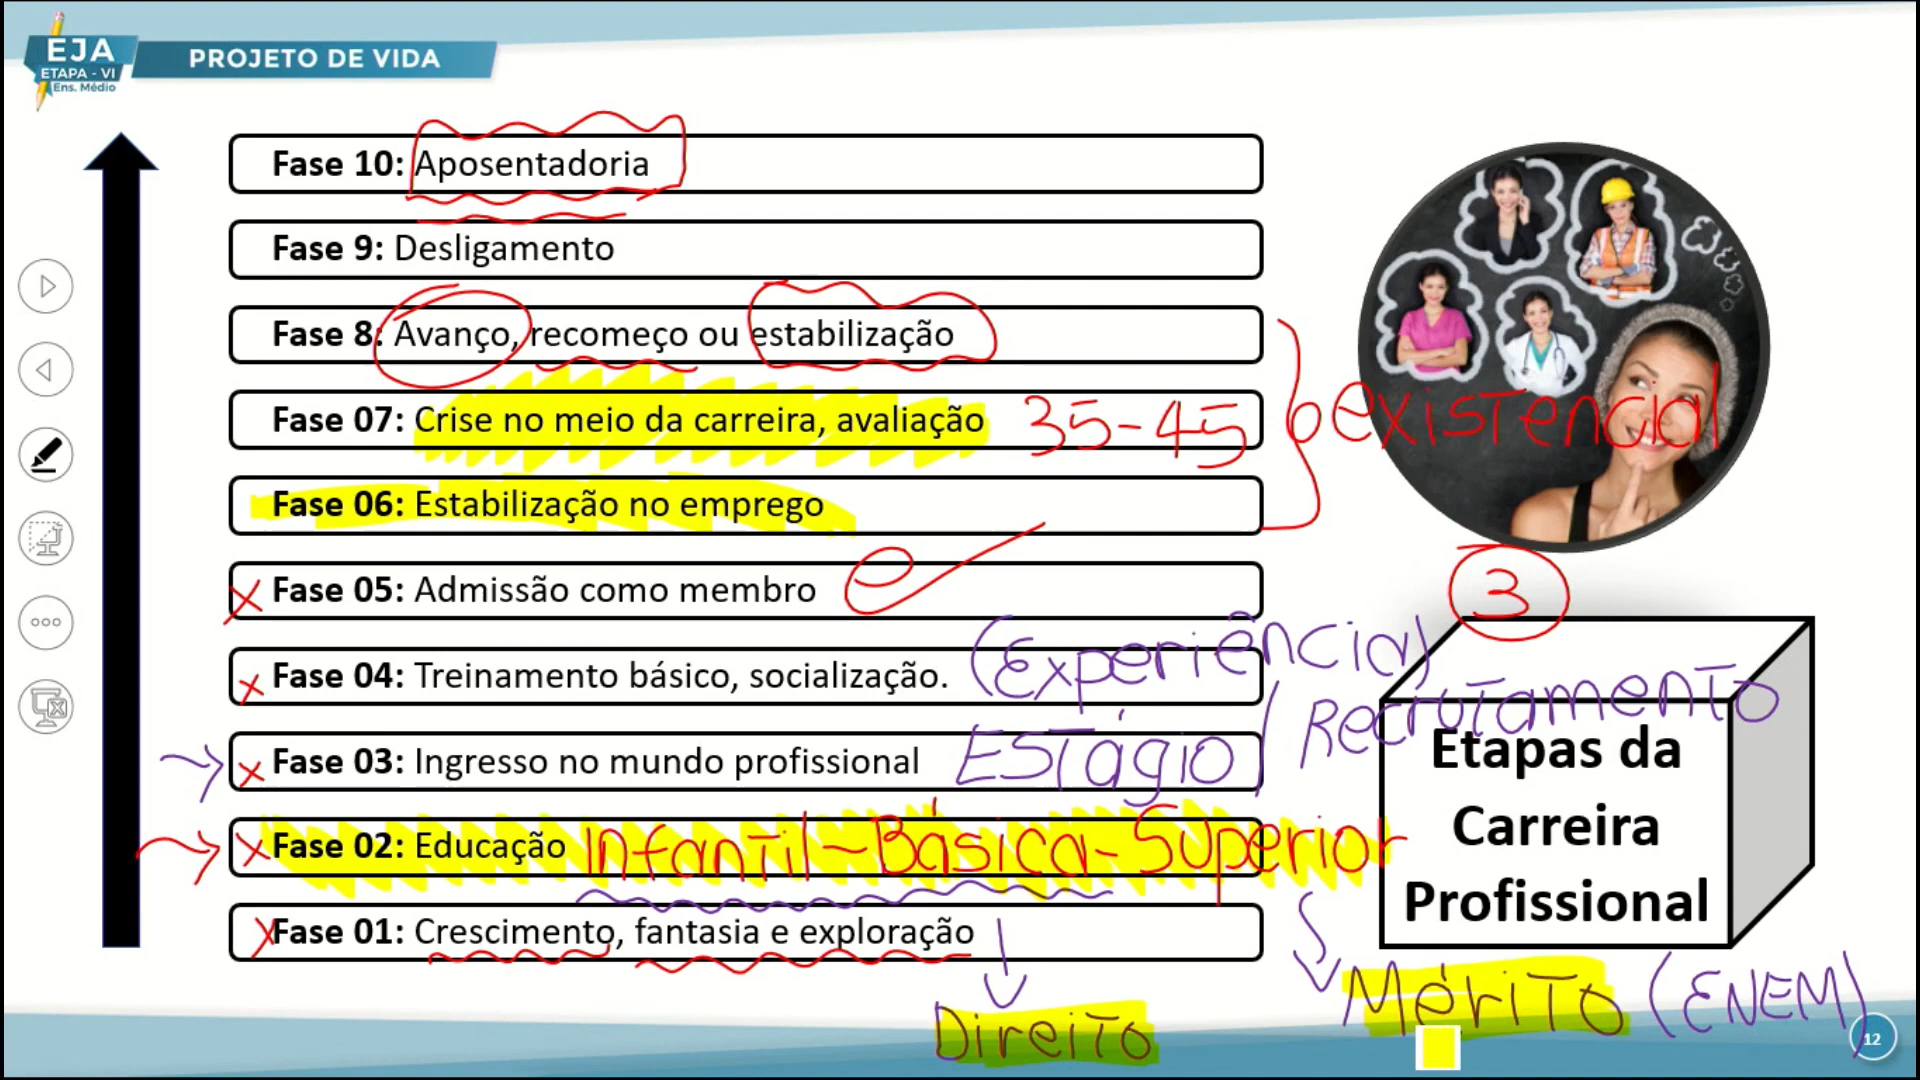 EJA
ETAPA - VI
Ens. Médio
PROJETO DE VIDA
Fase 10: Aposentadoria
Fase 9: Desligamento
Fase 8: Avanço, recomeço ou estabilização
Fase 07: Crise no meio da carreira, avaliação 35-45 existencial
Fase 06: Estabilização no emprego
3
Fase 05: Admissão como membro
Fase 04: Treinamento básico, socialização. (Experiência)
Fase 03: Ingresso no mundo profissional ESTágio / Recrutamento
Fase 02: Educação Infantil-Básica-Superior
Fase 01: Crescimento, fantasia e exploração
Etapas da
Carreira
Profissional
Direito
Mérito (ENEM)
12